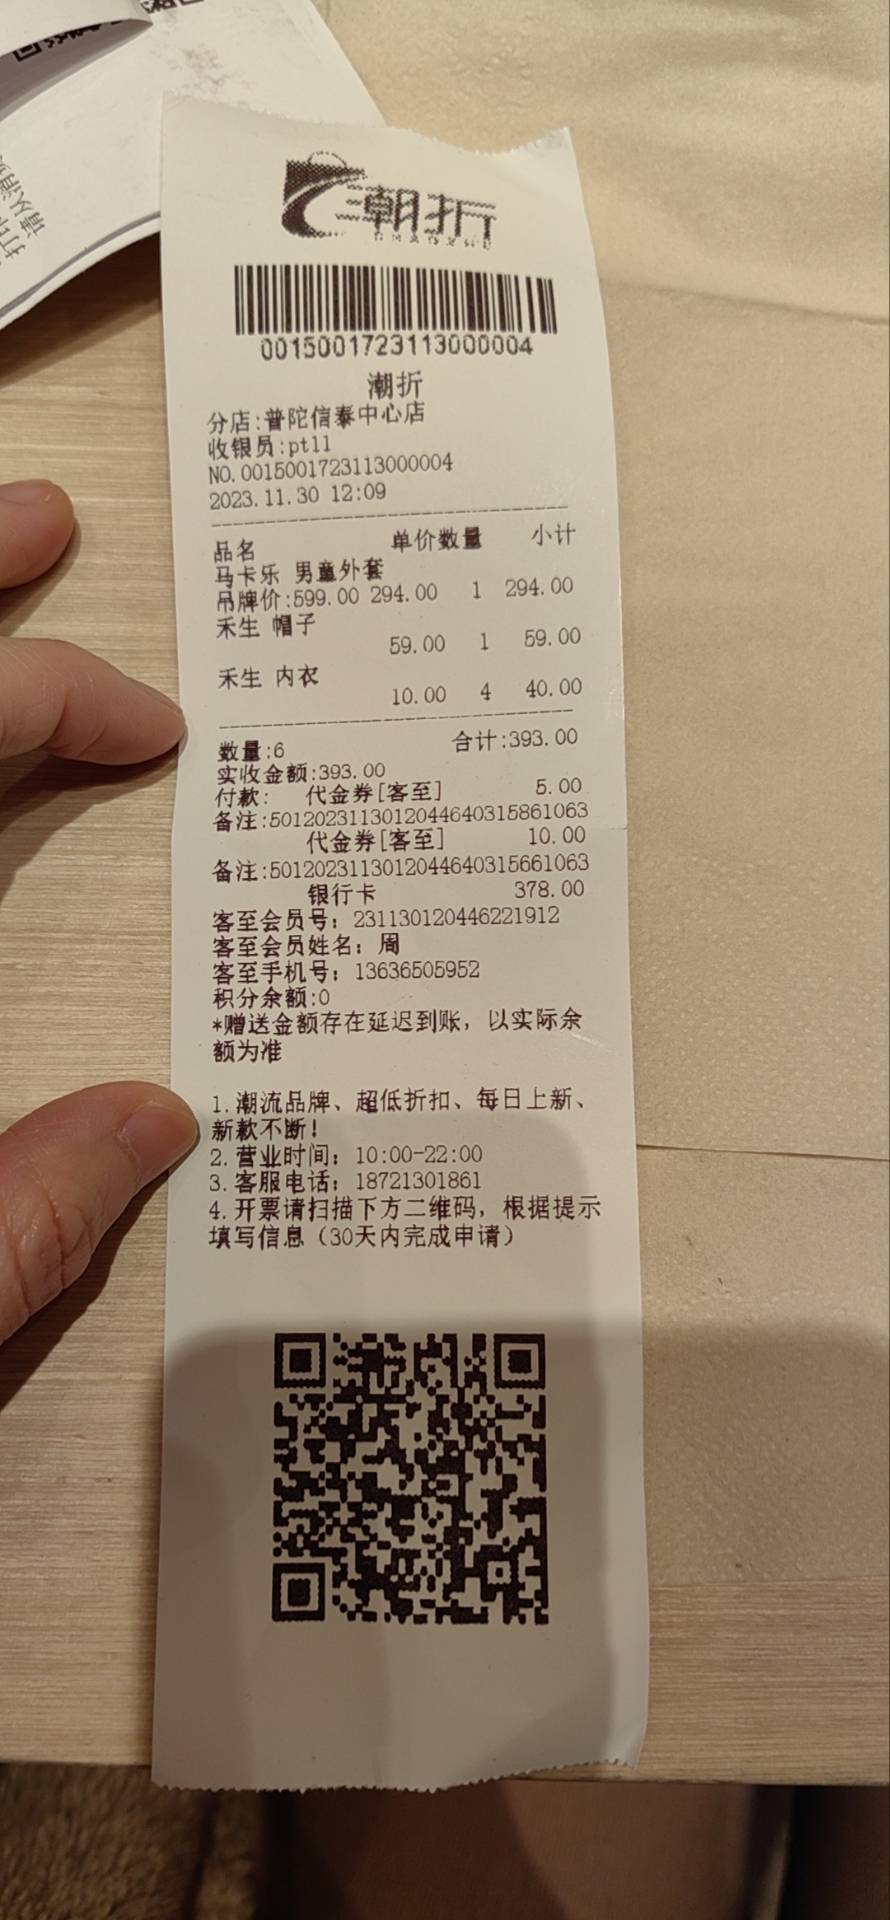 潮折
CHAOZHE
0015001723113000004
潮折
分店:普陀信泰中心店
收银员:pt11
NO.0015001723113000004
2023.11.30 12:09
品名 单价数量 小计
马卡乐 男童外套
吊牌价:599.00 294.00 1 294.00
禾生 帽子
59.00 1 59.00
禾生 内衣
10.00 4 40.00
数量:6 合计:393.00
实收金额:393.00
付款: 代金券[客至] 5.00
备注:5012023113012044640315861063
代金券[客至] 10.00
备注:5012023113012044640315661063
银行卡 378.00
客至会员号: 231130120446221912
客至会员姓名: 周
客至手机号: 13636505952
积分余额:0
*赠送金额存在延迟到账, 以实际余
额为准
1.潮流品牌、超低折扣、每日上新、
新款不断!
2.营业时间: 10:00-22:00
3.客服电话: 18721301861
4.开票请扫描下方二维码, 根据提示
填写信息 (30天内完成申请)